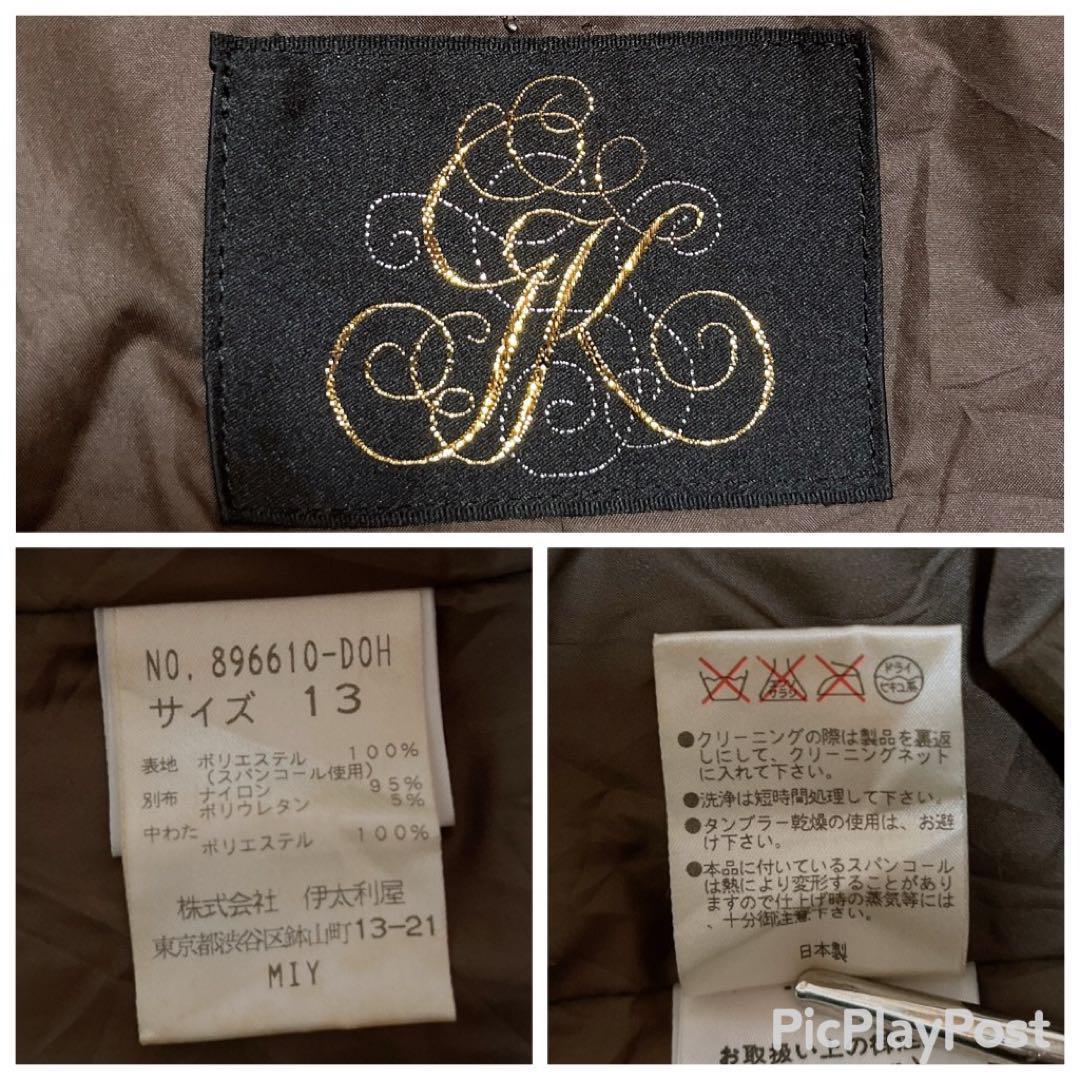 GK
NO. 896610-DOH
サイズ 13
表地 ポリエステル 100%
(スパンコール使用)
別布 ナイロン 95%
ポリウレタン 5%
中わた ポリエステル 100%
株式会社 伊太利屋
東京都渋谷区鉢山町13-21
MIY
エンソサラシ
ドライ
セキユ系
●クリーニングの際は製品を裏返
しにして、クリーニングネット
に入れて下さい。
●洗浄は短時間処理して下さい。
●タンブラー乾燥の使用は、お避
け下さい。
●本品に付いているスパンコール
は熱により変形することがあり
ますので仕上げ時の蒸気等には
、十分御注意下さい。
日本製
お取扱い上の御注
PicPlayPost